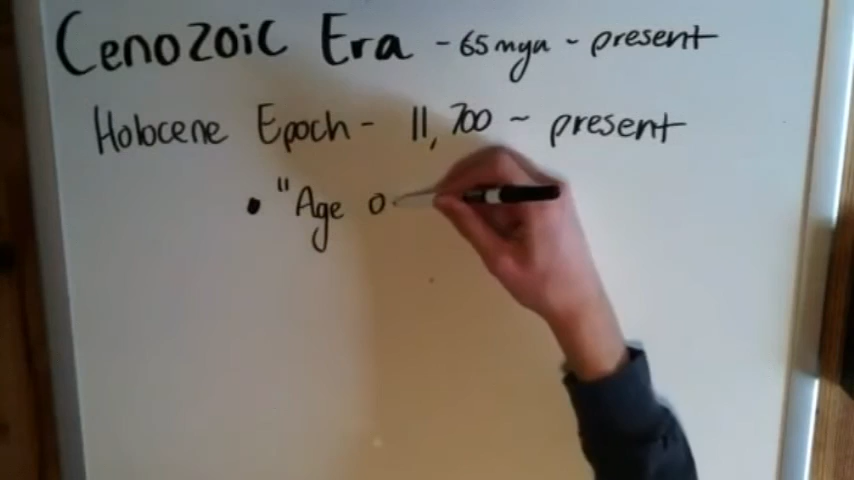 Cenozoic Era - 65 mya - present
Holocene Epoch - 11,700 - present
• "Age o